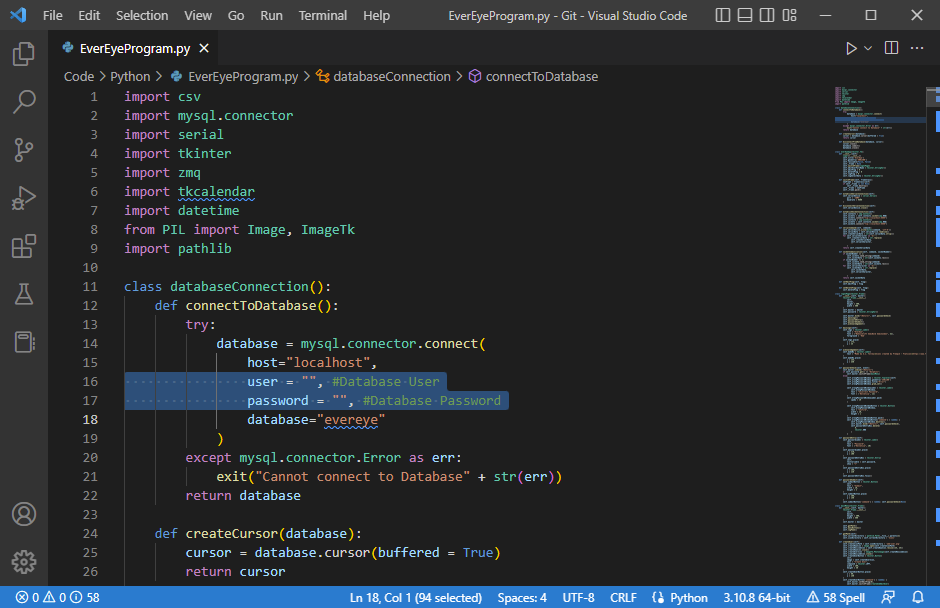 File Edit Selection View Go Run Terminal Help EverEyeProgram.py - Git - Visual Studio Code
EverEyeProgram.py
Code > Python > EverEyeProgram.py > databaseConnection > connectToDatabase
1 import csv
2 import mysql.connector
3 import serial
4 import tkinter
5 import zmq
6 import tkcalendar
7 import datetime
8 from PIL import Image, ImageTk
9 import pathlib
10
11 class databaseConnection():
12 def connectToDatabase():
13 try:
14 database = mysql.connector.connect(
15 host="localhost",
16 user = "", #Database User
17 password = "", #Database Password
18 database="evereye"
19 )
20 except mysql.connector.Error as err:
21 exit("Cannot connect to Database" + str(err))
22 return database
23
24 def createCursor(database):
25 cursor = database.cursor(buffered = True)
26 return cursor
0 0 58 Ln 18, Col 1 (94 selected) Spaces: 4 UTF-8 CRLF Python 3.10.8 64-bit 58 Spell